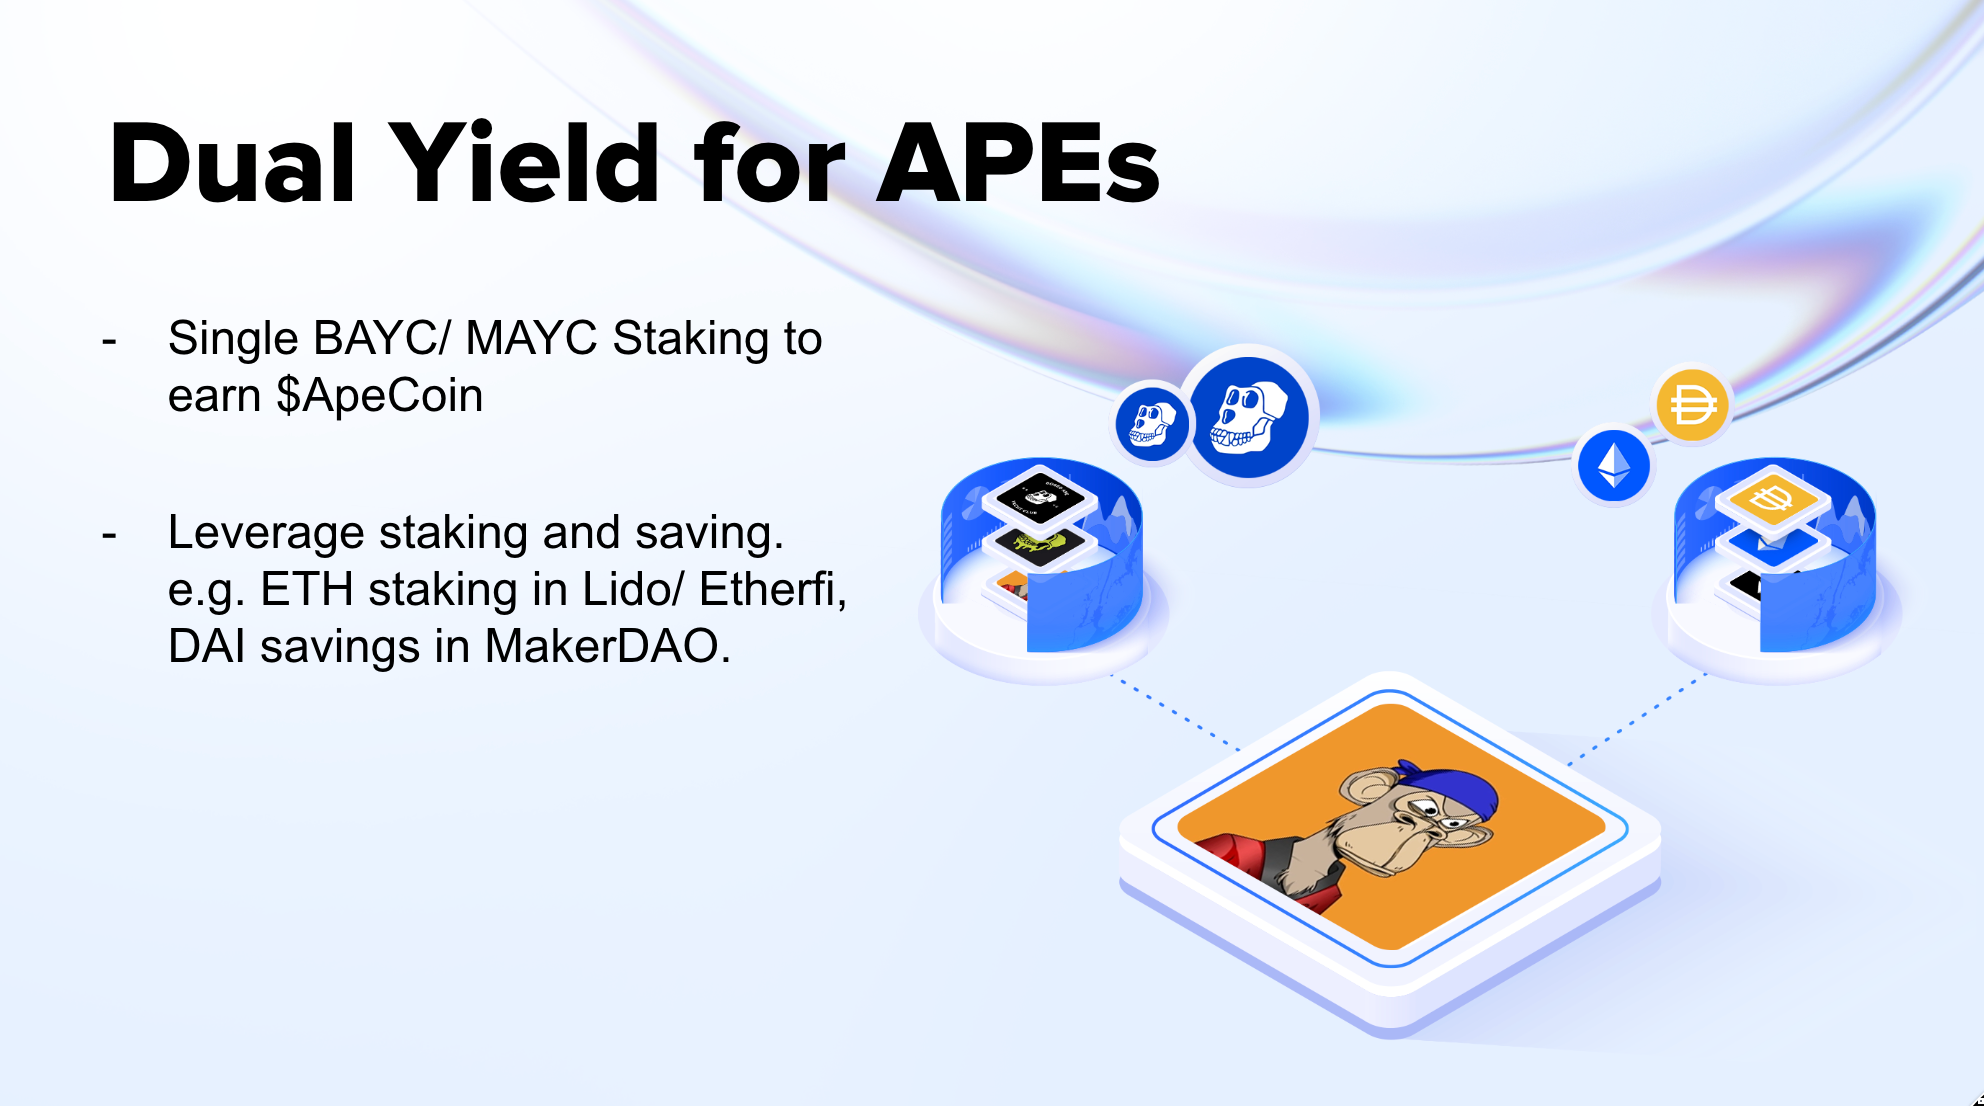 Dual Yield for APEs
- Single BAYC/ MAYC Staking to
earn $ApeCoin
- Leverage staking and saving.
e.g. ETH staking in Lido/ Etherfi,
DAI savings in MakerDAO.